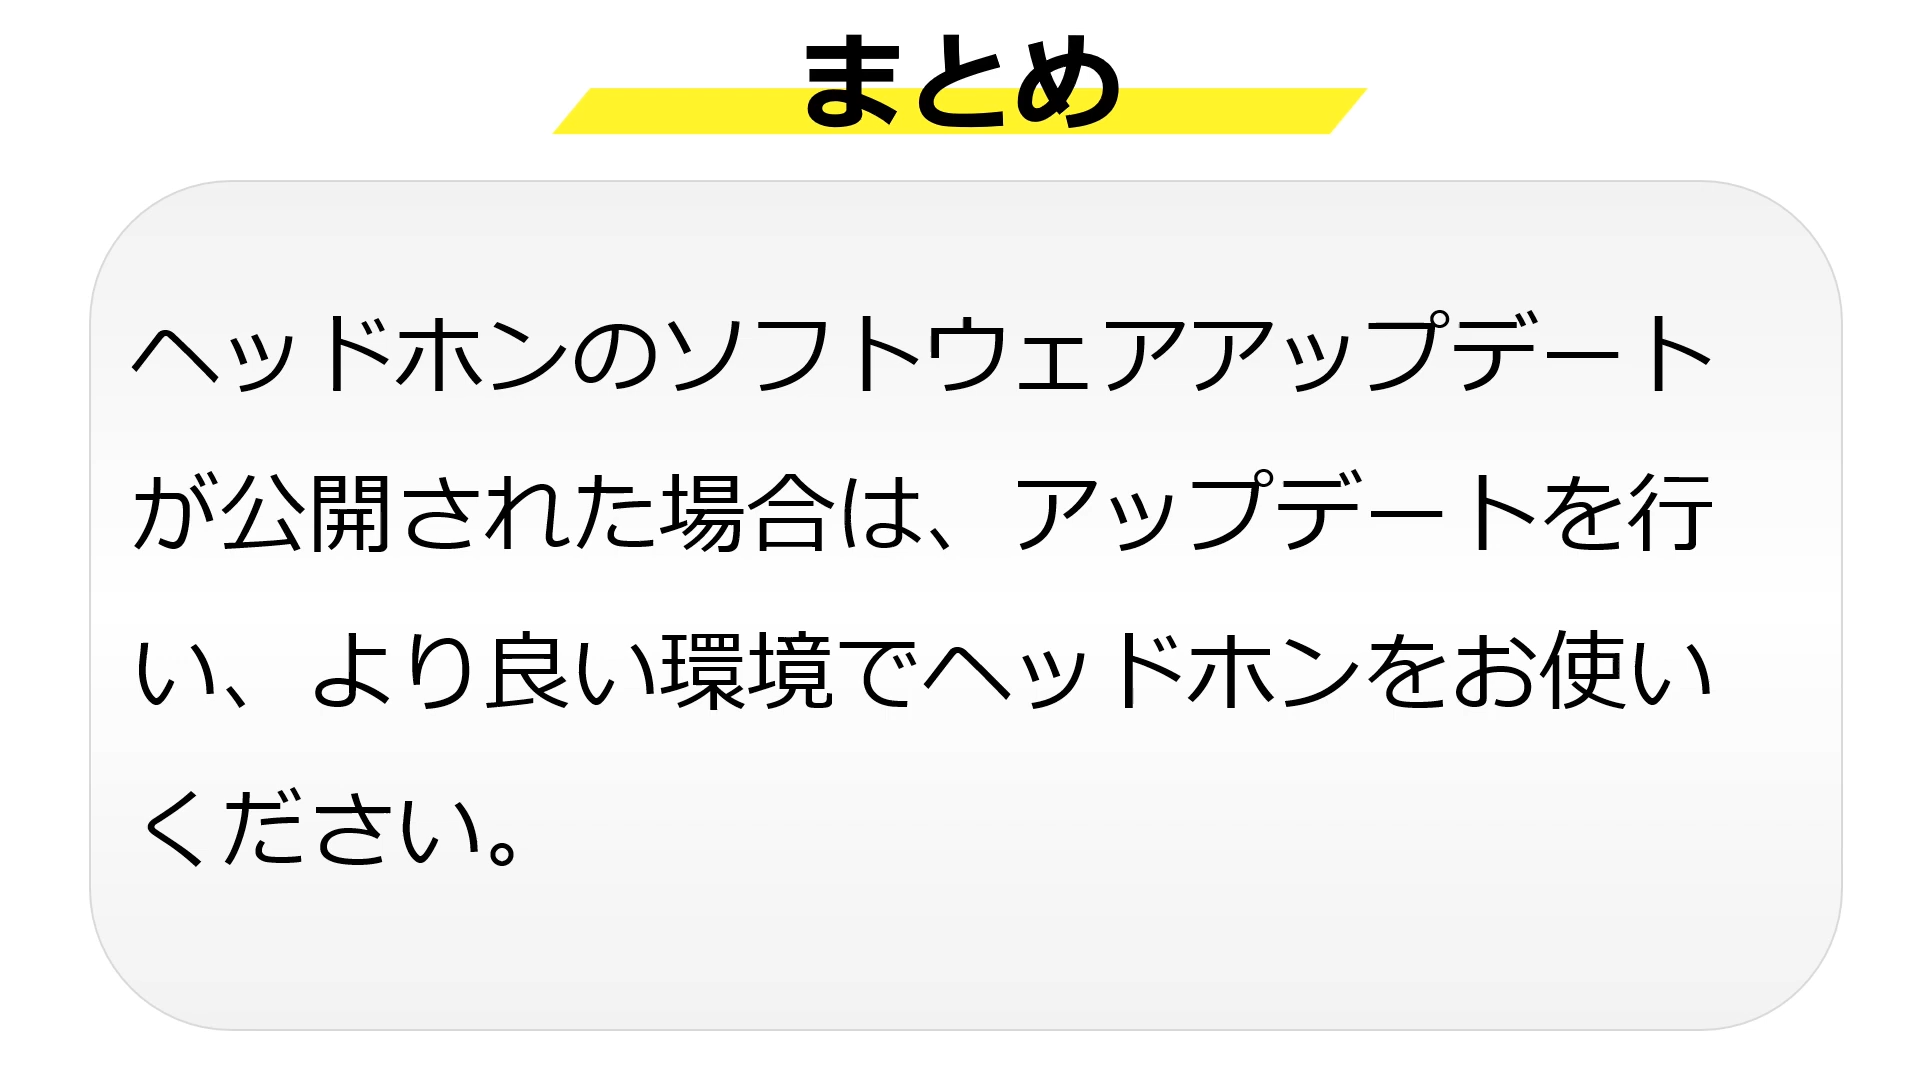 まとめ
ヘッドホンのソフトウェアアップデート
が公開された場合は、アップデートを行
い、より良い環境でヘッドホンをお使い
ください。